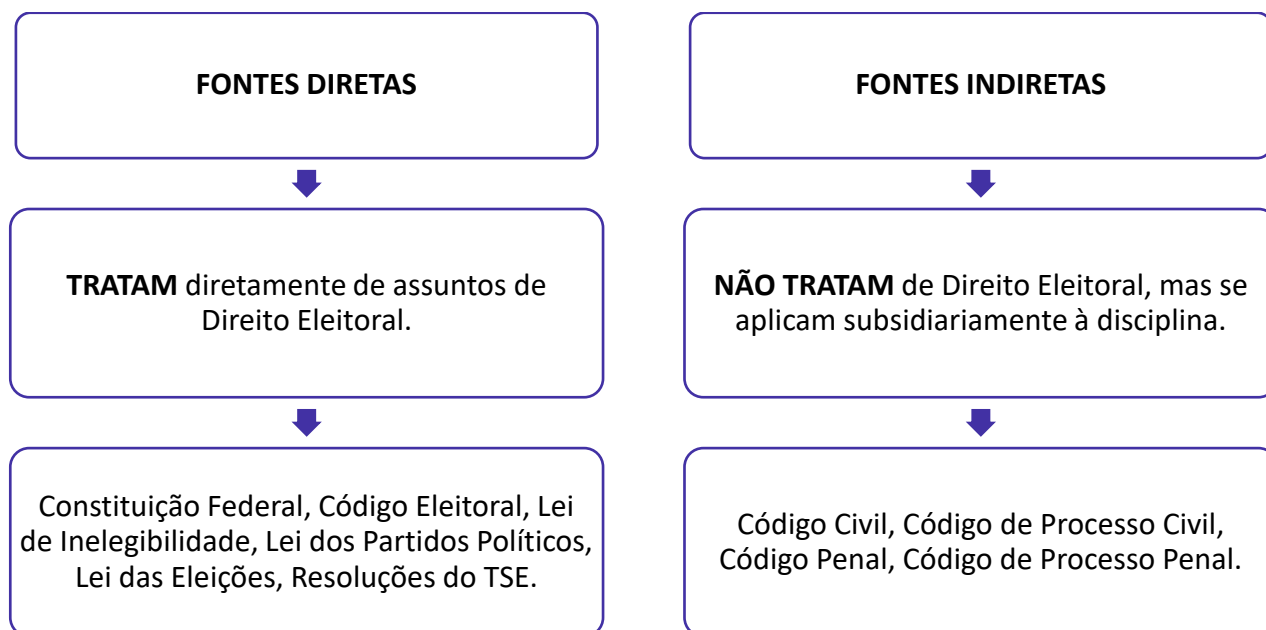 FONTES DIRETAS
TRATAM diretamente de assuntos de
Direito Eleitoral.
Constituição Federal, Código Eleitoral, Lei
de Inelegibilidade, Lei dos Partidos Políticos,
Lei das Eleições, Resoluções do TSE.
FONTES INDIRETAS
NÃO TRATAM de Direito Eleitoral, mas se
aplicam subsidiariamente à disciplina.
Código Civil, Código de Processo Civil,
Código Penal, Código de Processo Penal.